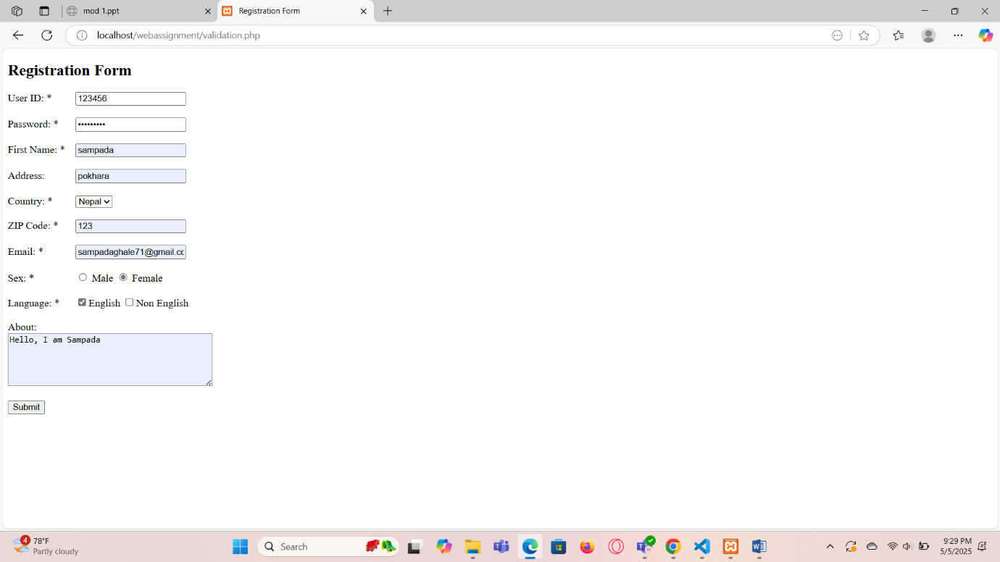 mod 1.ppt
Registration Form
localhost/webassignment/validation.php
Registration Form
User ID: * 123456
Password: * •••••••••
First Name: * sampada
Address: pokhara
Country: * Nepal
ZIP Code: * 123
Email: * sampadaghale71@gmail.cc
Sex: * Male Female
Language: * English Non English
About:
Hello, I am Sampada
Submit
4
78°F
Partly cloudy
Search
9:29 PM
5/5/2025